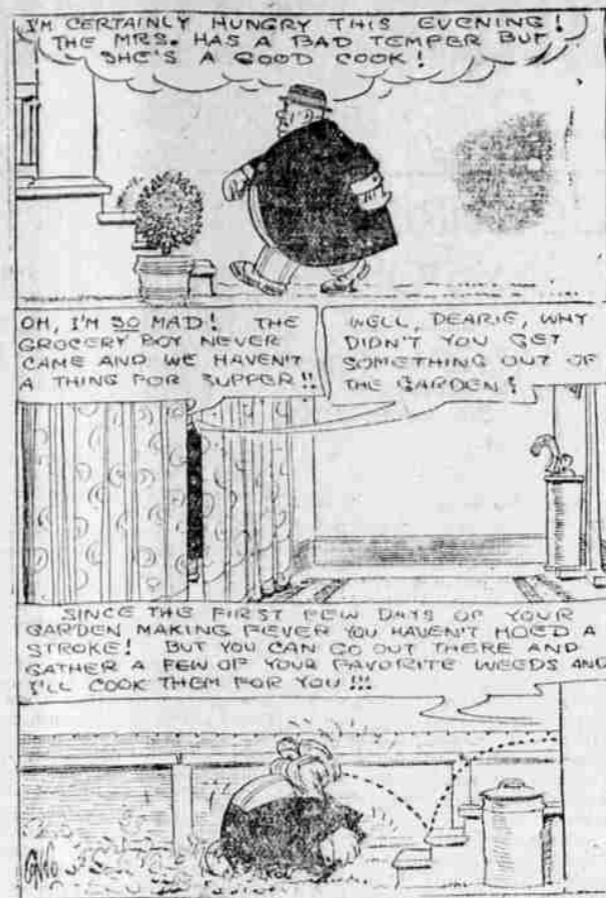 I'M CERTAINLY HUNGRY THIS EVENING!
THE MRS. HAS A BAD TEMPER BUT
SHE'S A GOOD COOK!
OH, I'M SO MAD! THE
GROCERY BOY NEVER
CAME AND WE HAVEN'T
A THING FOR SUPPER!!
WELL, DEARIE, WHY
DIDN'T YOU GET
SOMETHING OUT OF
THE GARDEN?
SINCE THE FIRST FEW DAYS OF YOUR
GARDEN MAKING FEVER YOU HAVEN'T HOED A
STROKE! BUT YOU CAN GO OUT THERE AND
GATHER A FEW OF YOUR FAVORITE WEEDS AND
I'LL COOK THEM FOR YOU!!!